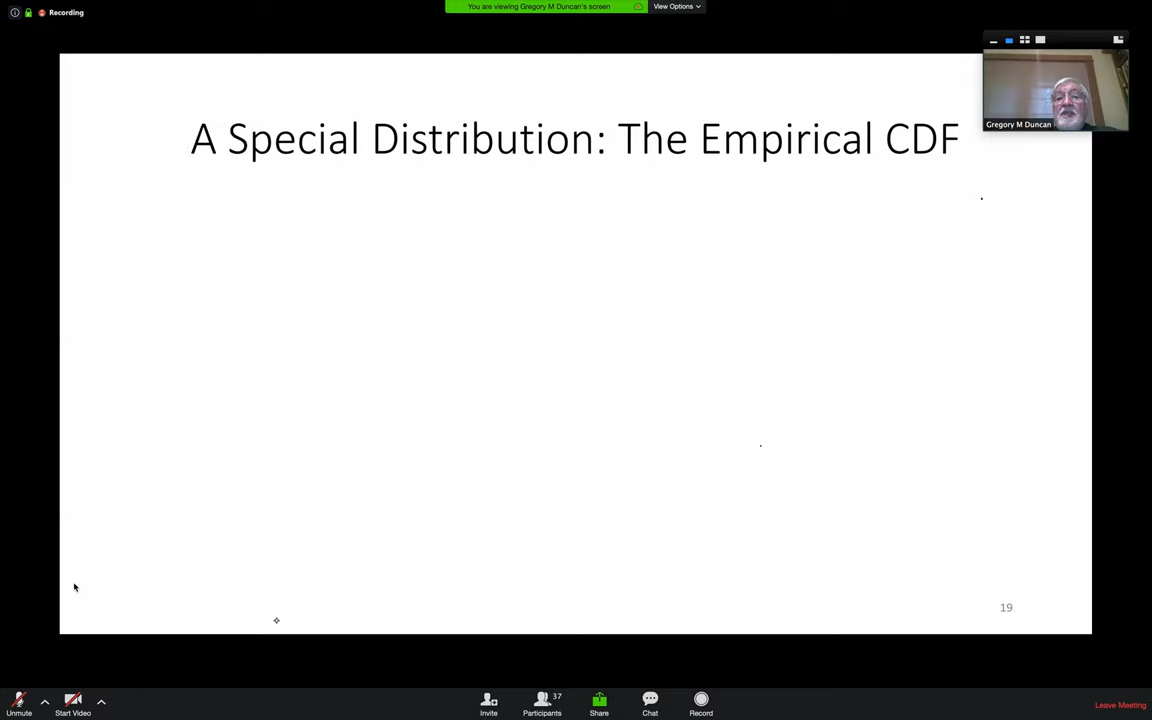 Recording
You are viewing Gregory M Duncan's screen
View Options
Gregory M Duncan
A Special Distribution: The Empirical CDF
19
Unmute
Start Video
Invite
Participants
37
Share
Chat
Record
Leave Meeting